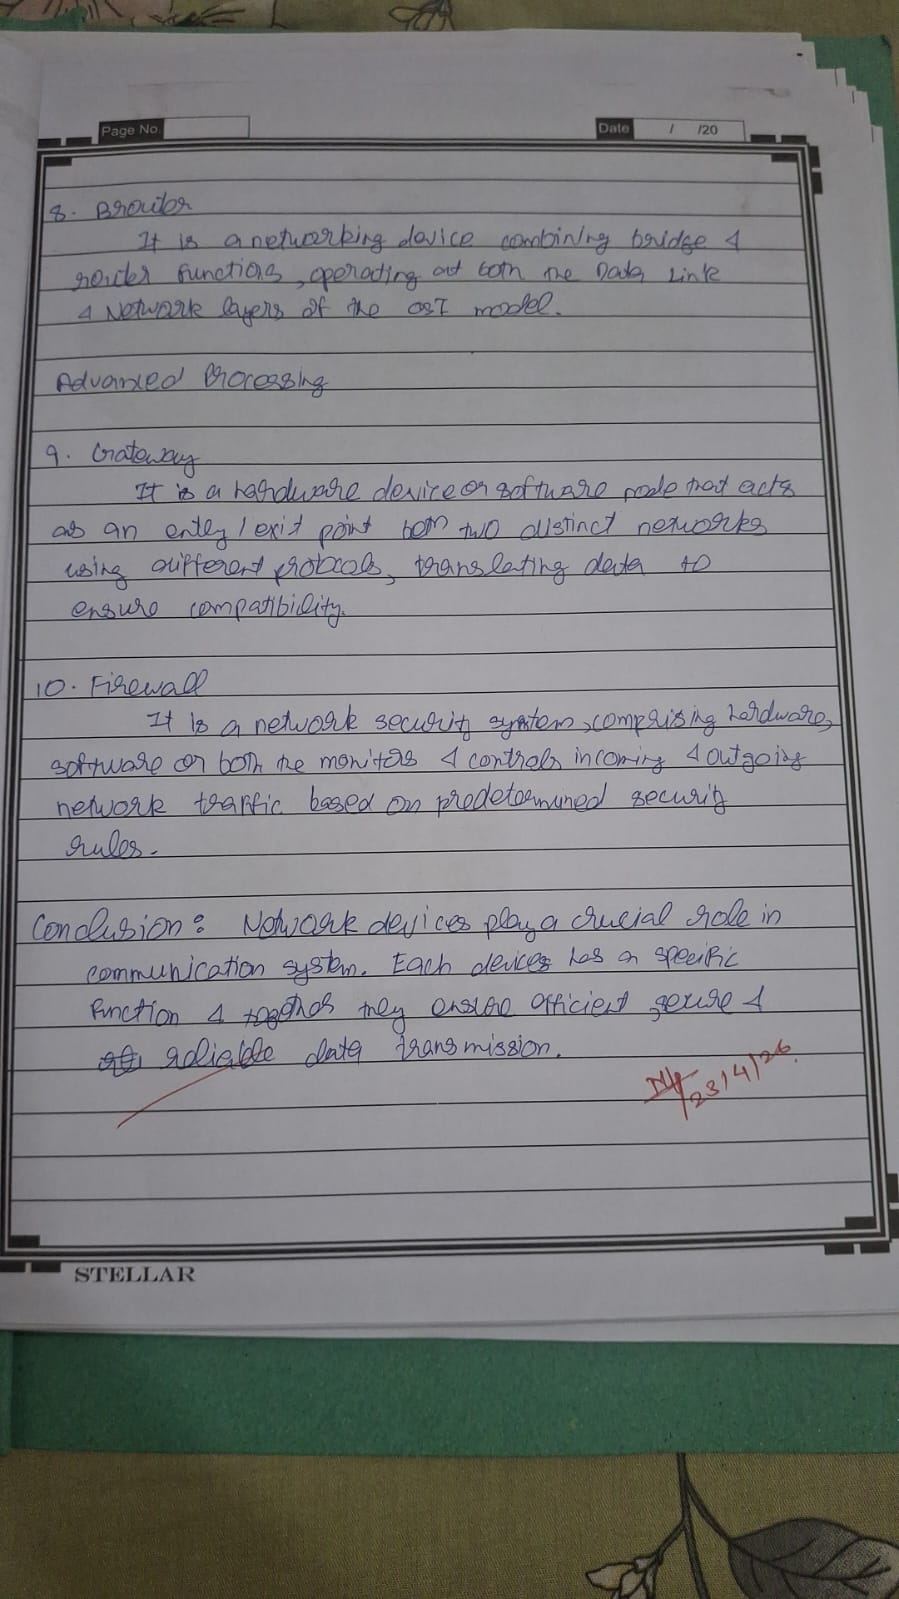 Page No.
Date / /20
8. Brouter
It is a networking device combining bridge &
router functions, operating at both the Data Link
& Network layers of the OSI model.
Advanced Processing
9. Gateway
It is a hardware device or software node that acts
as an entry/exit point betn two distinct networks
using different protocols, translating data to
ensure compatibility.
10. Firewall
It is a network security system, comprising hardware,
software or both the monitors & controls incoming & outgoing
network traffic based on predetermined security
rules.
Conclusion: Network devices play a crucial role in
communication system. Each devices has a specific
function & together they ensure efficient, secure &
reliable data transmission.
23/4/26
STELLAR